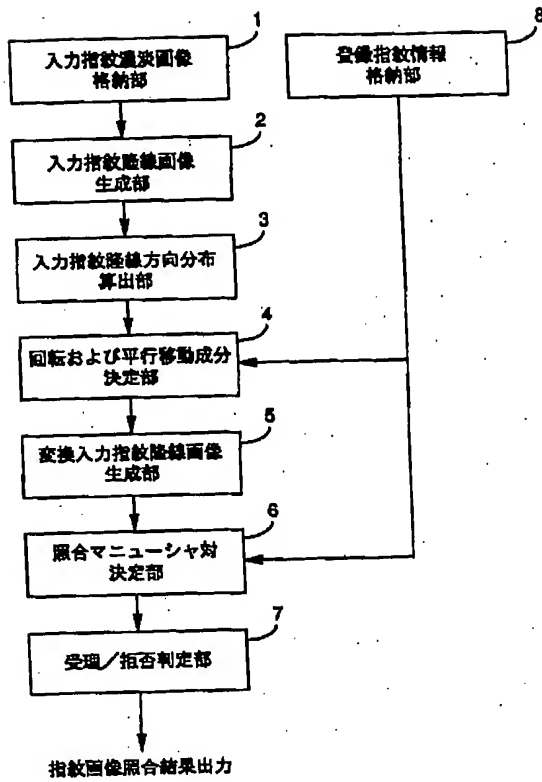 1
入力指紋濃淡画像
格納部
8
登録指紋情報
格納部
2
入力指紋隆線画像
生成部
3
入力指紋隆線方向分布
算出部
4
回転および平行移動成分
決定部
5
変換入力指紋隆線画像
生成部
6
照合マニューシャ対
決定部
7
受理／拒否判定部
指紋画像照合結果出力